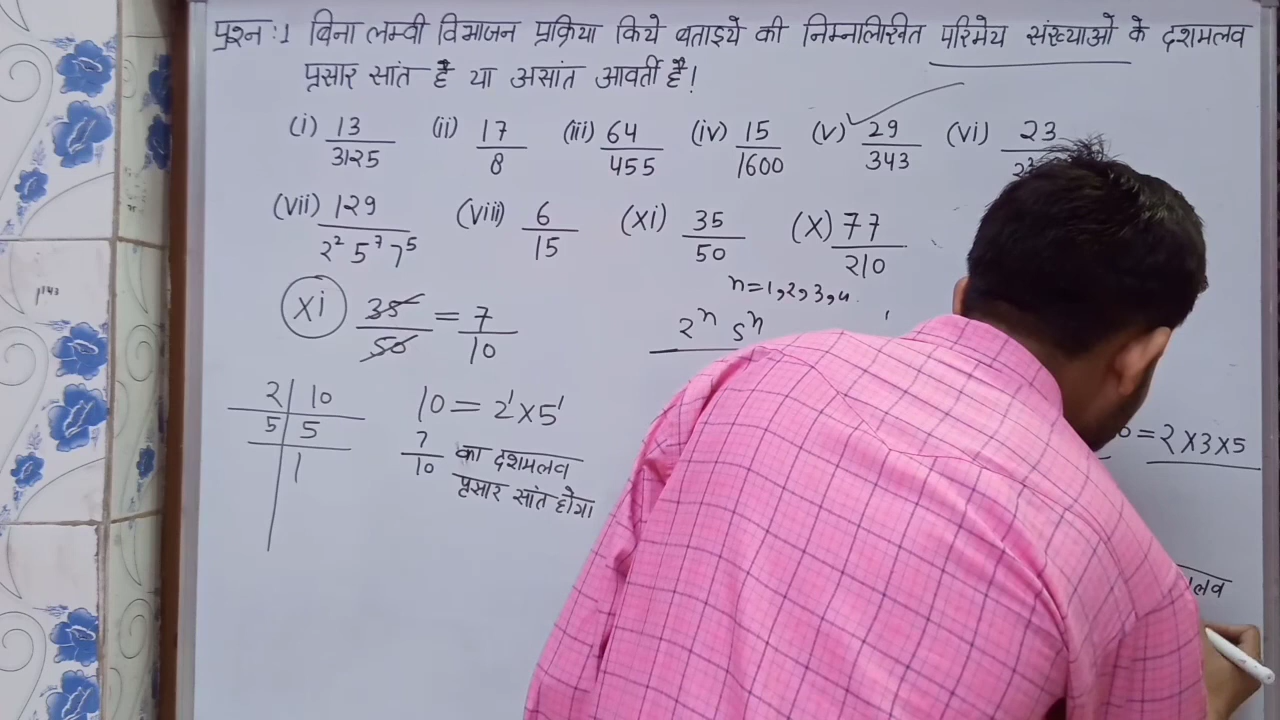 प्रश्न :1 बिना लम्वी विभाजन प्रक्रिया किये बताइये की निम्नालिखित परिमेय संख्याओं के दशमलव
प्रसार सांत है या असांत आवर्ती है!
(i) 13/3125 (ii) 17/8 (iii) 64/455 (iv) 15/1600 (v) 29/343 (vi) 23
(vii) 129/2² 5⁷ 7⁵ (viii) 6/15 (xi) 35/50 (x) 77/210
n=1,2,3,4.
xi 35/50 = 7/10
2ⁿ 5ⁿ
2 | 10
5 | 5
1
10 = 2¹×5¹
7/10 का दशमलव
प्रसार सांत होगा
=2×3×5